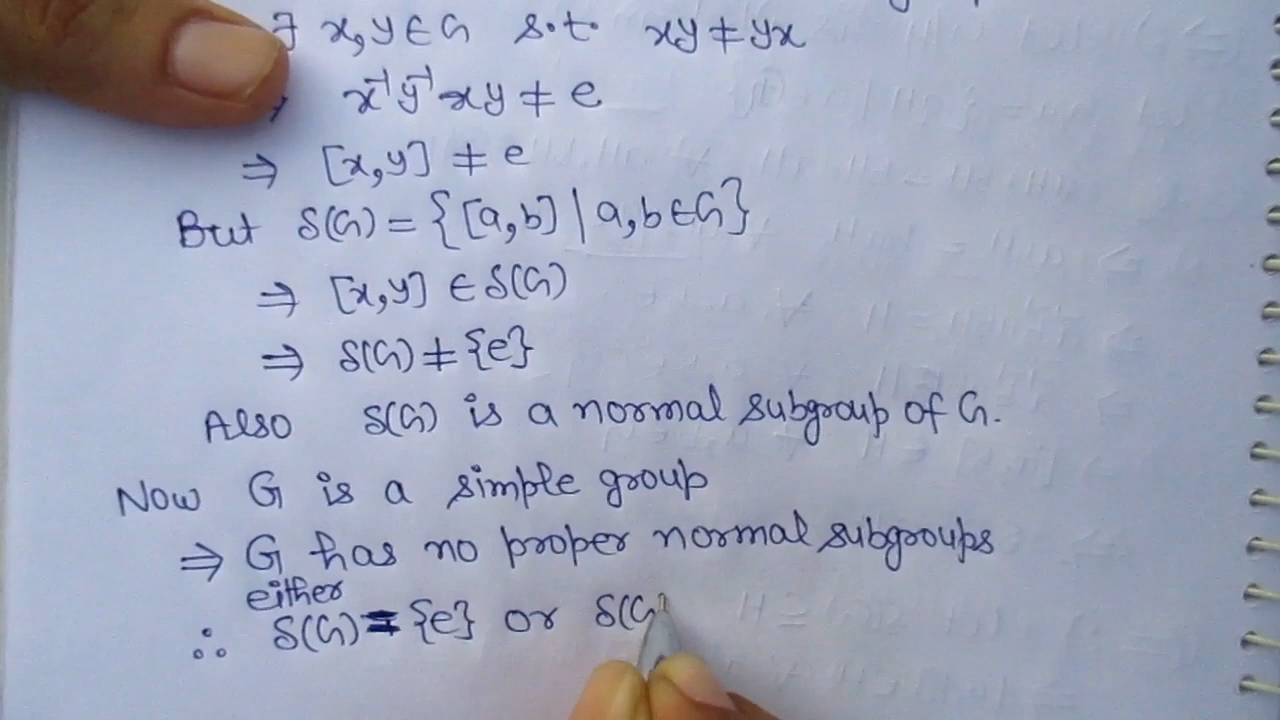 ∃ x,y∈G s.t. xy≠yx
x⁻¹y⁻¹xy ≠ e
⇒ [x,y] ≠ e
But δ(G) = {[a,b] | a,b∈G}
⇒ [x,y] ∈ δ(G)
⇒ δ(G) ≠ {e}
Also δ(G) is a normal subgroup of G.
Now G is a simple group
⇒ G has no proper normal subgroups
either
∴ δ(G) = {e} or δ(G